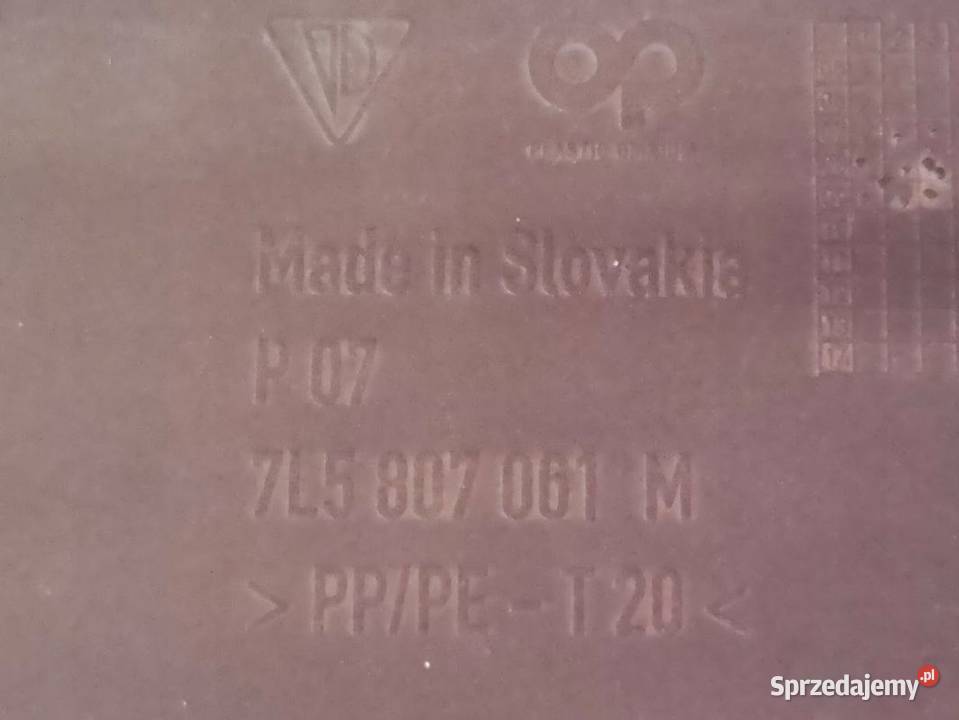 Made in Slovakia
P 07
7L5 807 061 M
> PP/PE - T 20 <
Sprzedajemy.pl